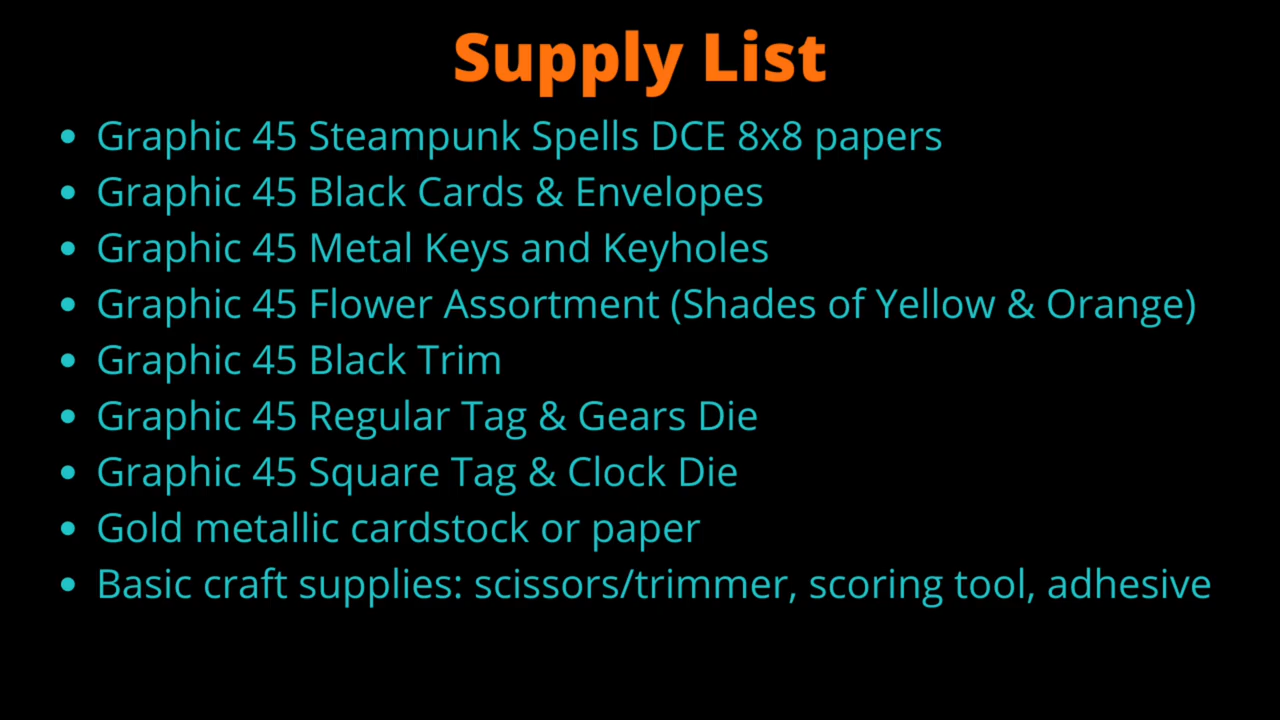 Supply List
• Graphic 45 Steampunk Spells DCE 8x8 papers
• Graphic 45 Black Cards & Envelopes
• Graphic 45 Metal Keys and Keyholes
• Graphic 45 Flower Assortment (Shades of Yellow & Orange)
• Graphic 45 Black Trim
• Graphic 45 Regular Tag & Gears Die
• Graphic 45 Square Tag & Clock Die
• Gold metallic cardstock or paper
• Basic craft supplies: scissors/trimmer, scoring tool, adhesive